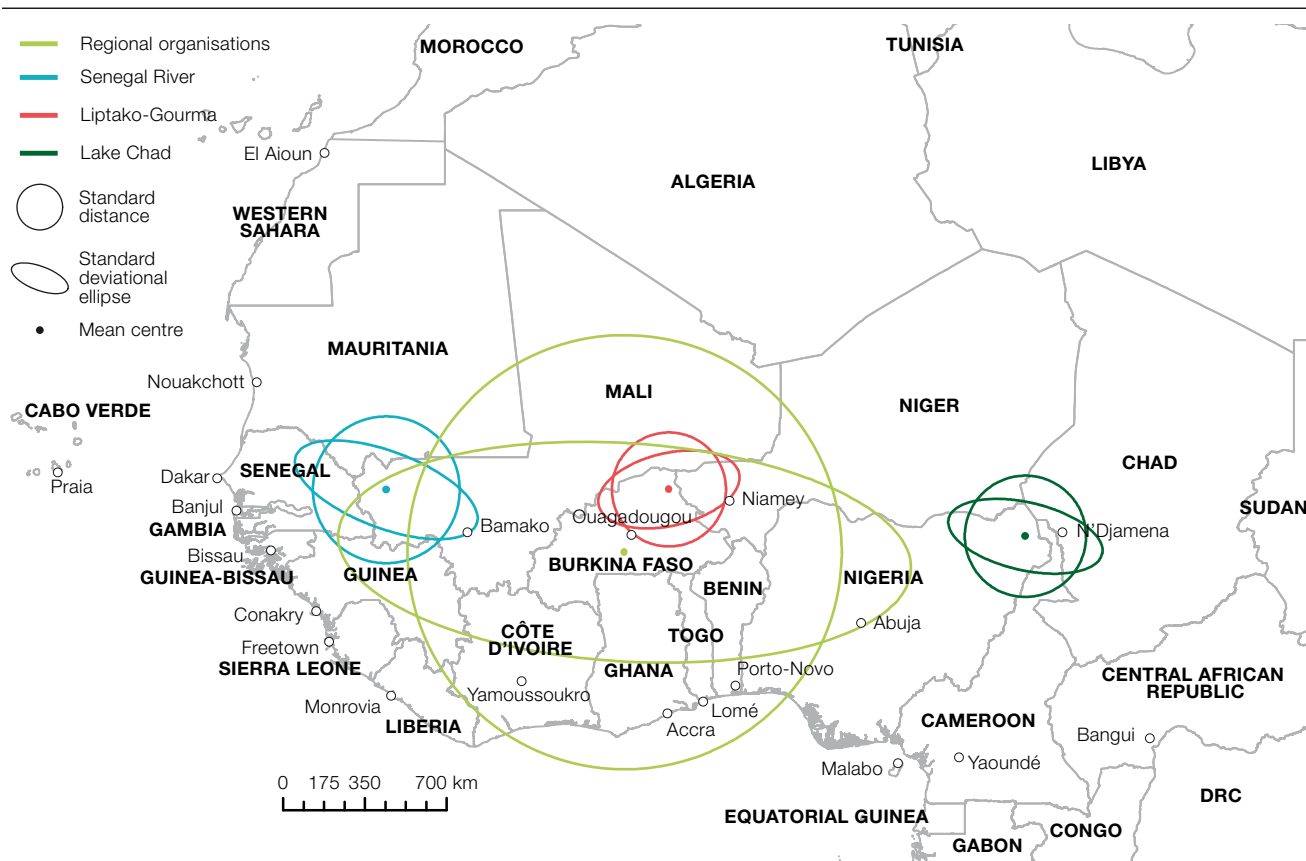 Regional organisations
Senegal River
Liptako-Gourma
Lake Chad
Standard
distance
Standard
deviational
ellipse
Mean centre
MOROCCO
TUNISIA
El Aioun
ALGERIA
LIBYA
WESTERN
SAHARA
MAURITANIA
Nouakchott
MALI
NIGER
CABO VERDE
CHAD
Praia
Dakar
SENEGAL
Banjul
GAMBIA
Niamey
SUDAN
Ouagadougou
Bamako
N'Djamena
Bissau
GUINEA-BISSAU
GUINEA
BURKINA FASO
BENIN
NIGERIA
Conakry
Abuja
Freetown
CÔTE
D'IVOIRE
TOGO
SIERRA LEONE
GHANA
Porto-Novo
CENTRAL AFRICAN
REPUBLIC
Monrovia
Yamoussoukro
Lomé
LIBERIA
Accra
CAMEROON
Bangui
Malabo
Yaoundé
0 175 350 700 km
DRC
EQUATORIAL GUINEA
CONGO
GABON